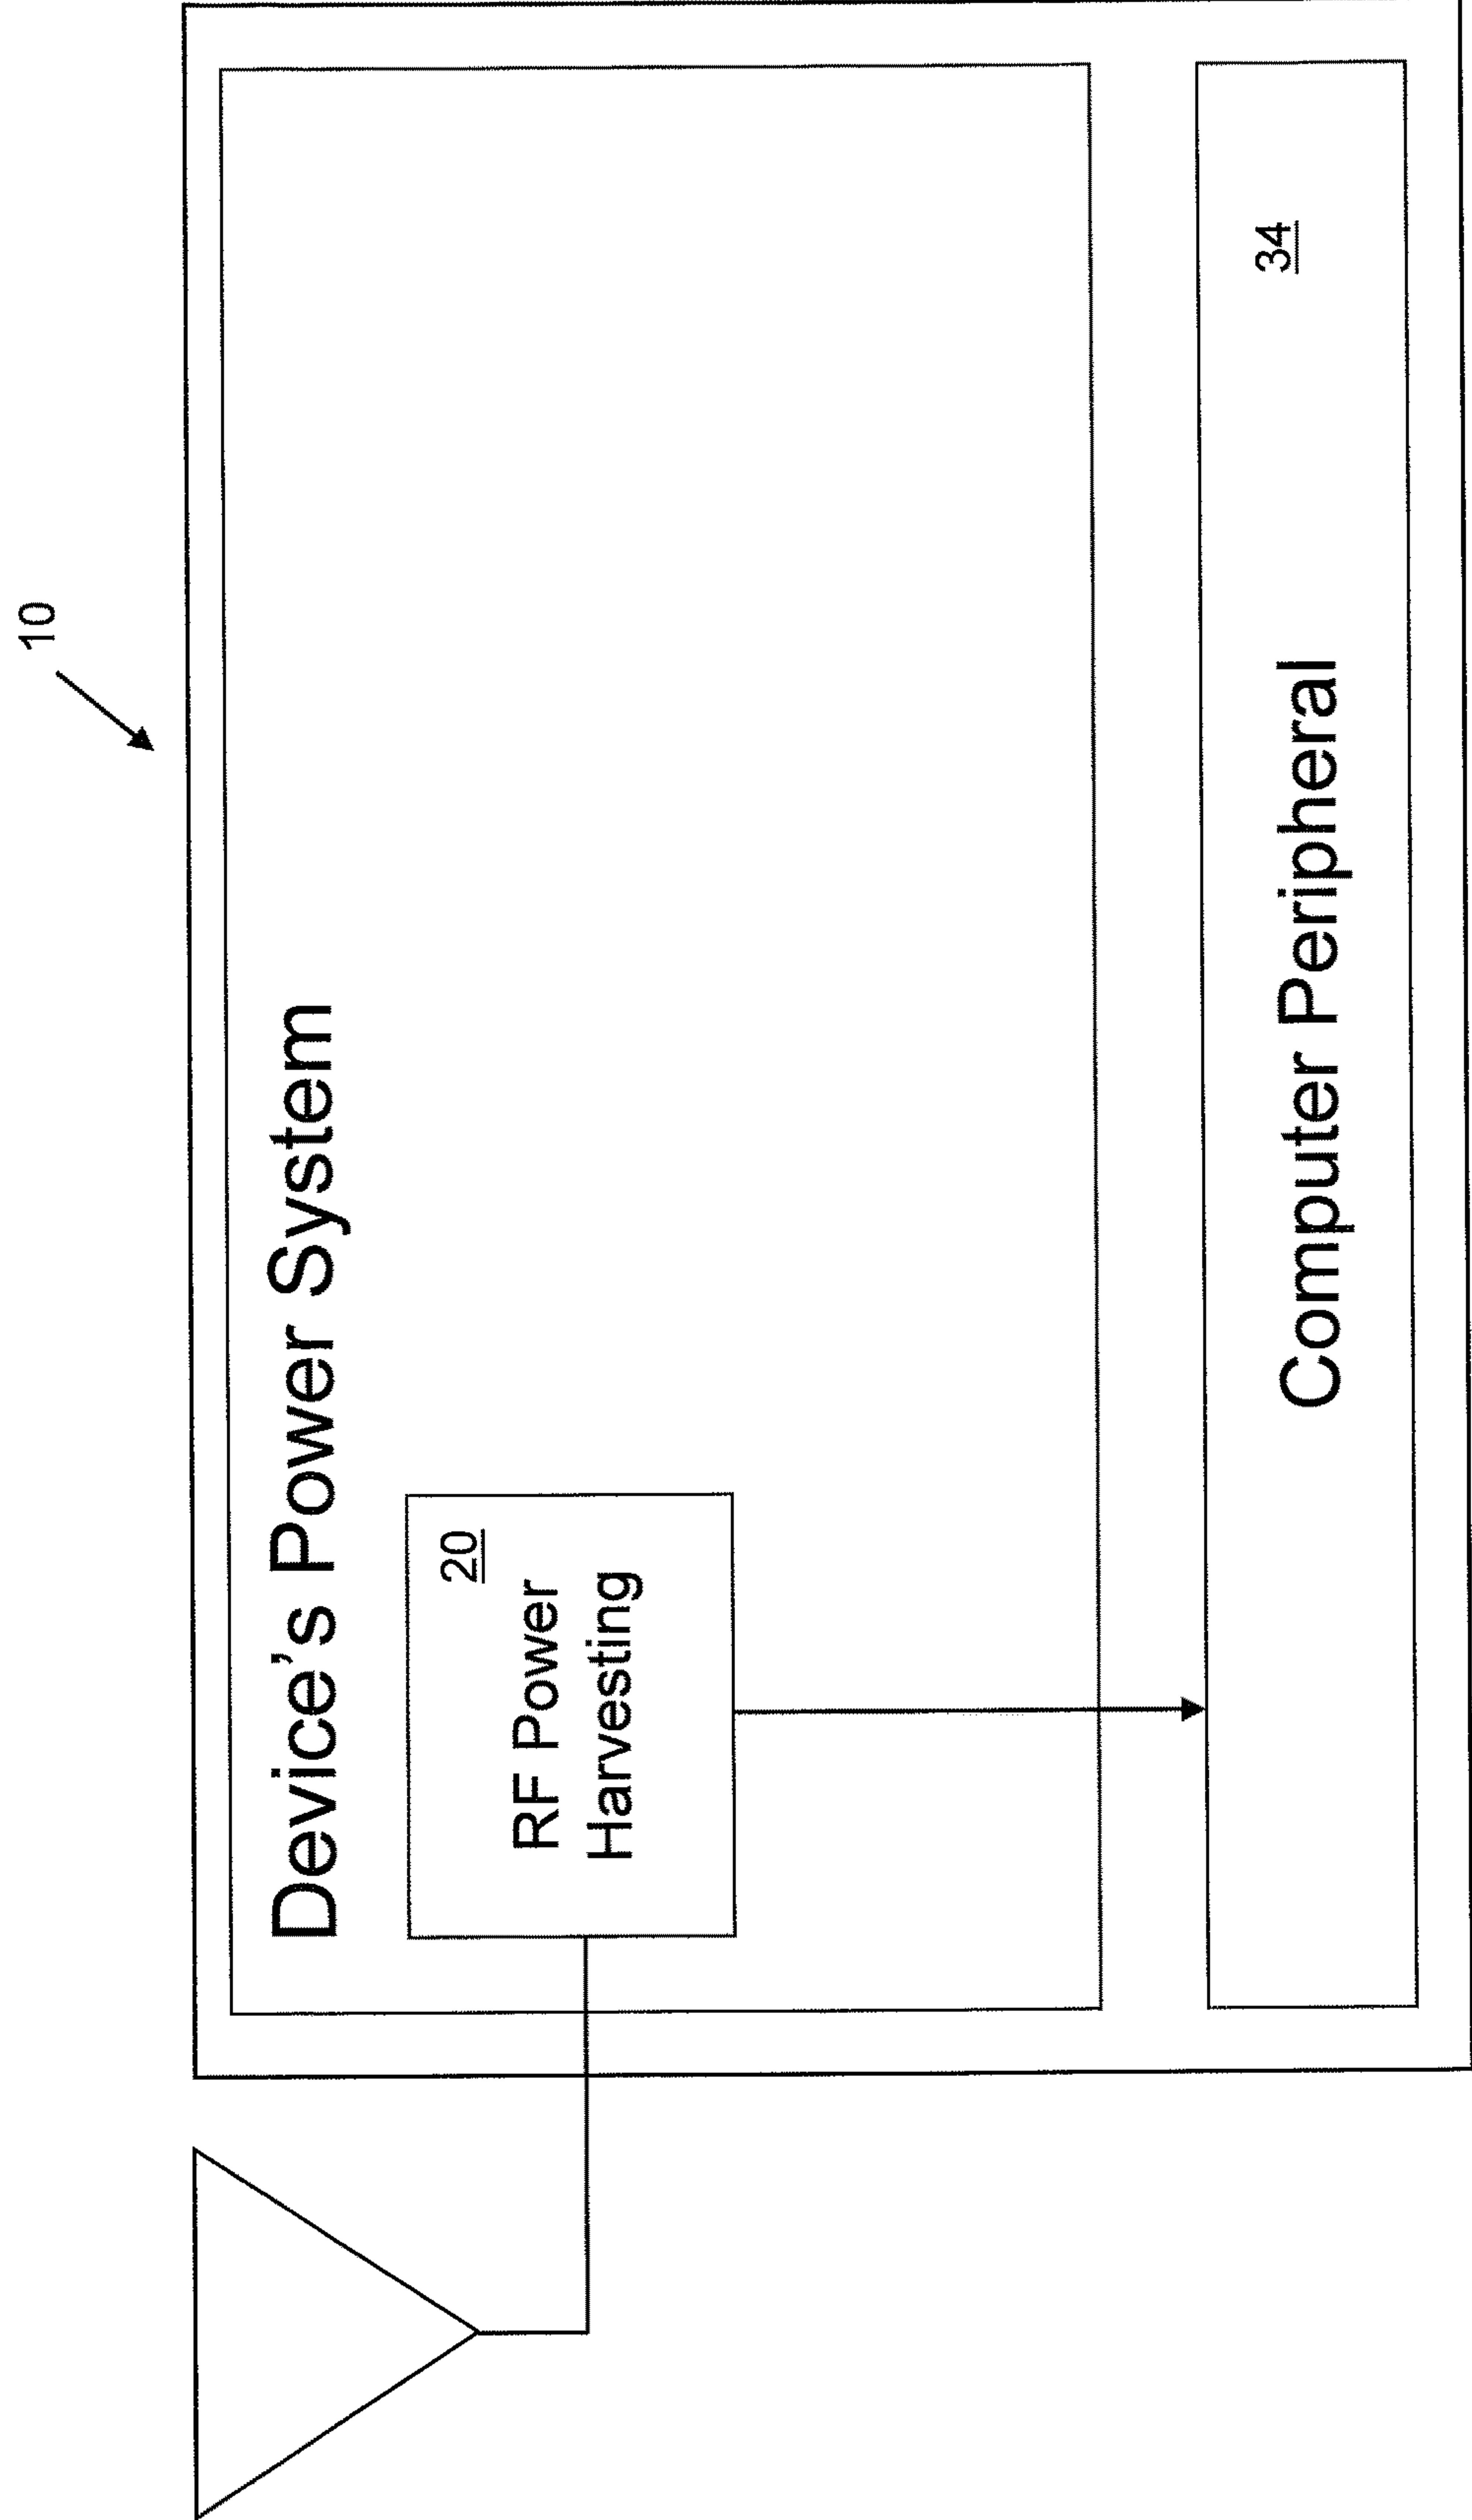 10
Device's Power System
20
RF Power
Harvesting
34
Computer Peripheral